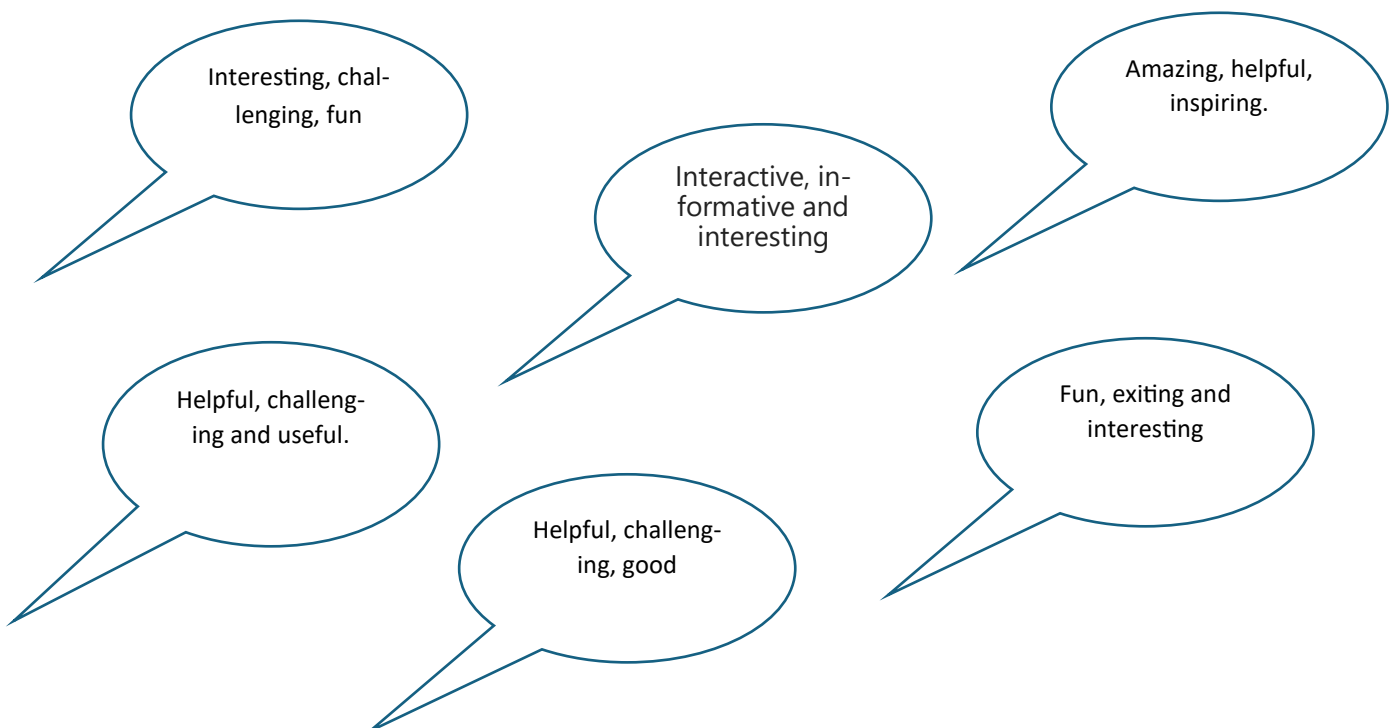 Interesting, chal-
lenging, fun
Amazing, helpful,
inspiring.
Interactive, in-
formative and
interesting
Helpful, challeng-
ing and useful.
Fun, exiting and
interesting
Helpful, challeng-
ing, good